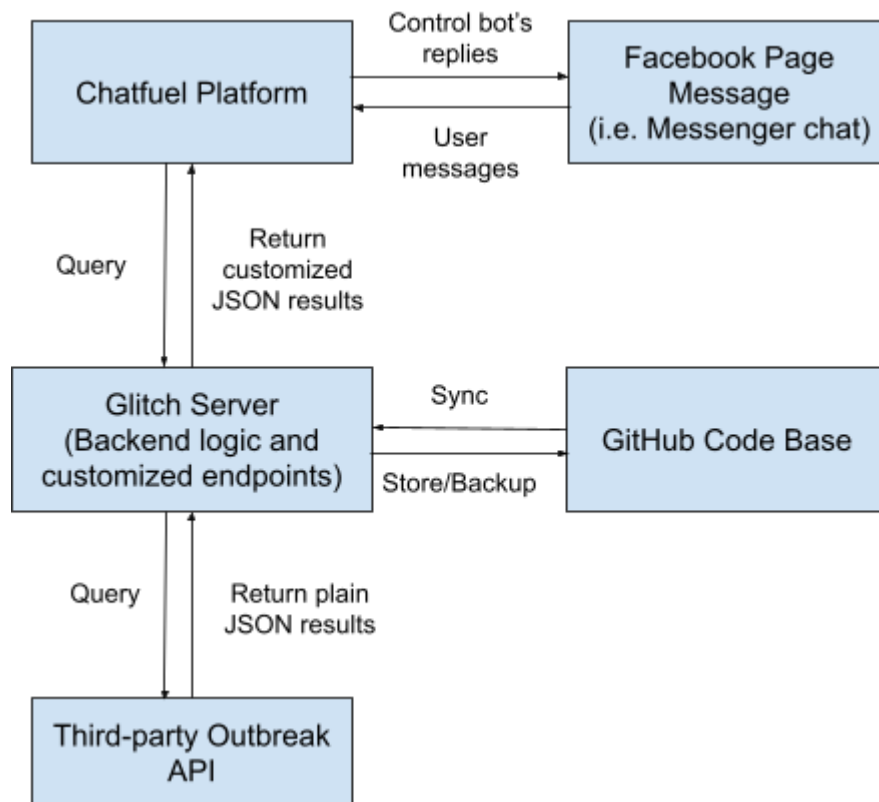 Control bot's
replies
Chatfuel Platform
Facebook Page
Message
(i.e. Messenger chat)
User
messages
Query
Return
customized
JSON results
Glitch Server
(Backend logic and
customized endpoints)
Sync
Store/Backup
GitHub Code Base
Query
Return plain
JSON results
Third-party Outbreak
API